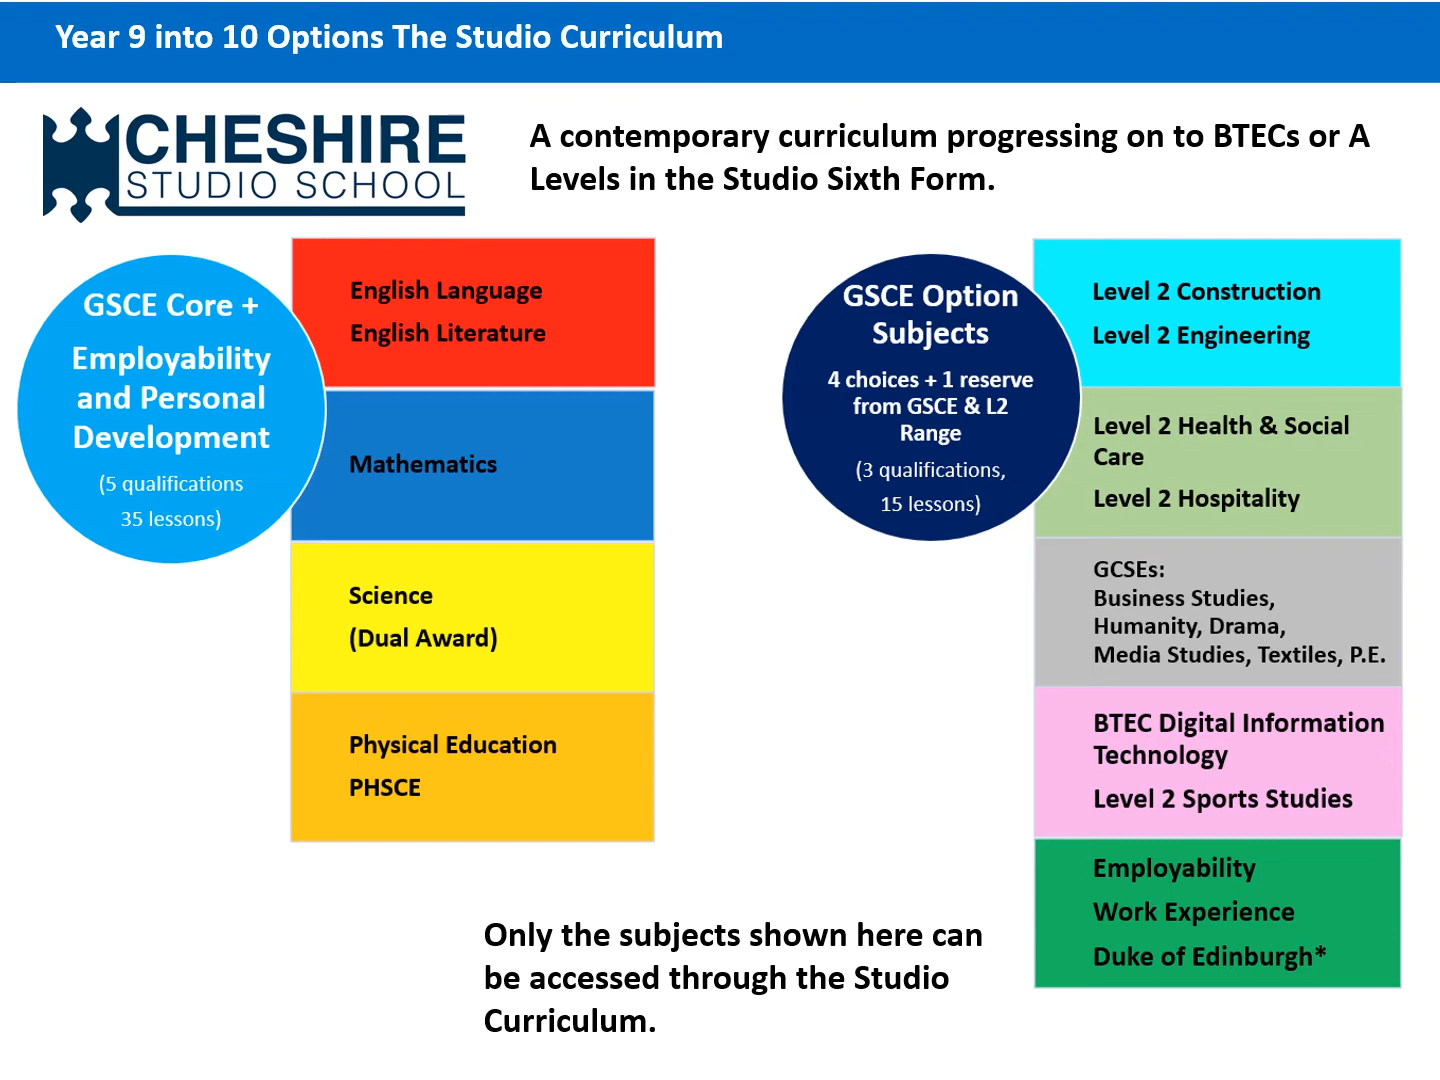 Year 9 into 10 Options The Studio Curriculum
CHESHIRE
STUDIO SCHOOL
A contemporary curriculum progressing on to BTECs or A
Levels in the Studio Sixth Form.
GSCE Core +
Employability
and Personal
Development
(5 qualifications
35 lessons)
English Language
English Literature
Mathematics
Science
(Dual Award)
Physical Education
PHSCE
GSCE Option
Subjects
4 choices + 1 reserve
from GSCE & L2
Range
(3 qualifications,
15 lessons)
Level 2 Construction
Level 2 Engineering
Level 2 Health & Social
Care
Level 2 Hospitality
GCSEs:
Business Studies,
Humanity, Drama,
Media Studies, Textiles, P.E.
BTEC Digital Information
Technology
Level 2 Sports Studies
Employability
Work Experience
Duke of Edinburgh*
Only the subjects shown here can
be accessed through the Studio
Curriculum.